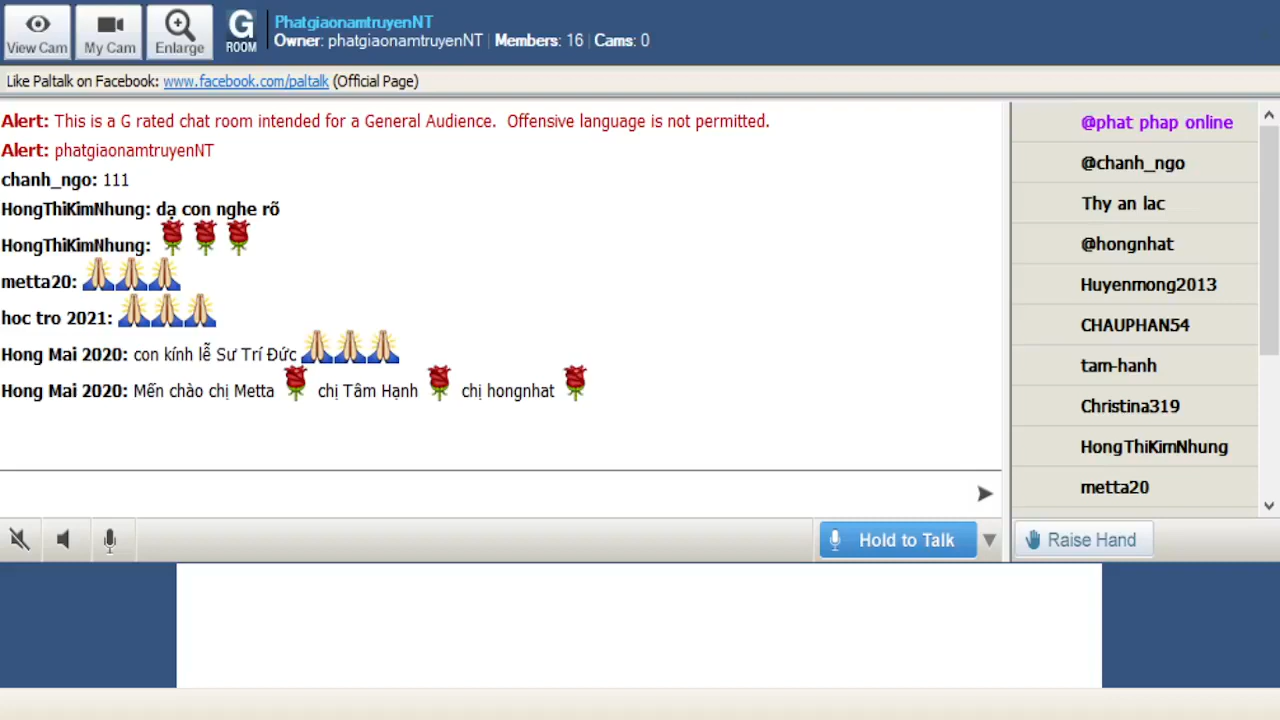 View Cam
My Cam
Enlarge
G
ROOM
PhatgiaonamtruyenNT
Owner: phatgiaonamtruyenNT | Members: 16 | Cams: 0
Like Paltalk on Facebook: www.facebook.com/paltalk (Official Page)
Alert: This is a G rated chat room intended for a General Audience. Offensive language is not permitted.
Alert: phatgiaonamtruyenNT
chanh_ngo: 111
HongThiKimNhung: dạ con nghe rõ
HongThiKimNhung:
metta20:
hoc tro 2021:
Hong Mai 2020: con kính lễ Sư Trí Đức
Hong Mai 2020: Mến chào chị Metta chị Tâm Hạnh chị hongnhat
Hold to Talk
@phat phap online
@chanh_ngo
Thy an lac
@hongnhat
Huyenmong2013
CHAUPHAN54
tam-hanh
Christina319
HongThiKimNhung
metta20
Raise Hand